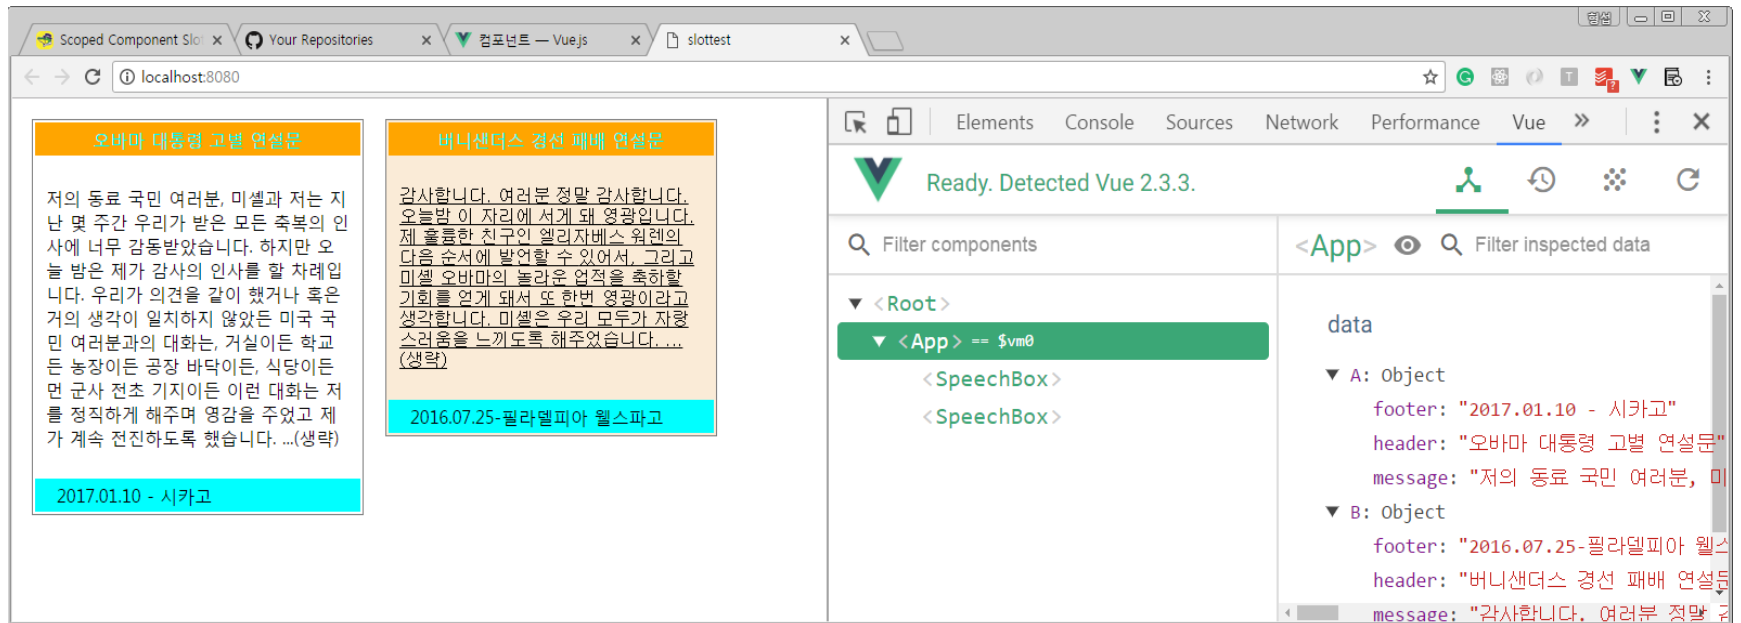 형섭
Scoped Component Slo
Your Repositories
컴포넌트 — Vue.js
slottest
localhost:8080
오바마 대통령 고별 연설문
저의 동료 국민 여러분, 미셸과 저는 지
난 몇 주간 우리가 받은 모든 축복의 인
사에 너무 감동받았습니다. 하지만 오
늘 밤은 제가 감사의 인사를 할 차례입
니다. 우리가 의견을 같이 했거나 혹은
거의 생각이 일치하지 않았든 미국 국
민 여러분과의 대화는, 거실이든 학교
든 농장이든 공장 바닥이든, 식당이든
먼 군사 전초 기지이든 이런 대화는 저
를 정직하게 해주며 영감을 주었고 제
가 계속 전진하도록 했습니다. ...(생략)
2017.01.10 - 시카고
버니샌더스 경선 패배 연설문
감사합니다. 여러분 정말 감사합니다.
오늘밤 이 자리에 서게 돼 영광입니다.
제 훌륭한 친구인 엘리자베스 워렌의
다음 순서에 발언할 수 있어서, 그리고
미셸 오바마의 놀라운 업적을 축하할
기회를 얻게 돼서 또 한번 영광이라고
생각합니다. 미셸은 우리 모두가 자랑
스러움을 느끼도록 해주었습니다. ...
(생략)
2016.07.25-필라델피아 웰스파고
Elements Console Sources Network Performance Vue »
Ready. Detected Vue 2.3.3.
Filter components
<App> Filter inspected data
▼ <Root>
▼ <App> == $vm0
<SpeechBox>
<SpeechBox>
data
▼ A: Object
footer: "2017.01.10 - 시카고"
header: "오바마 대통령 고별 연설문"
message: "저의 동료 국민 여러분, 미
▼ B: Object
footer: "2016.07.25-필라델피아 웰스
header: "버니샌더스 경선 패배 연설문
message: "감사합니다. 여러분 정말 감